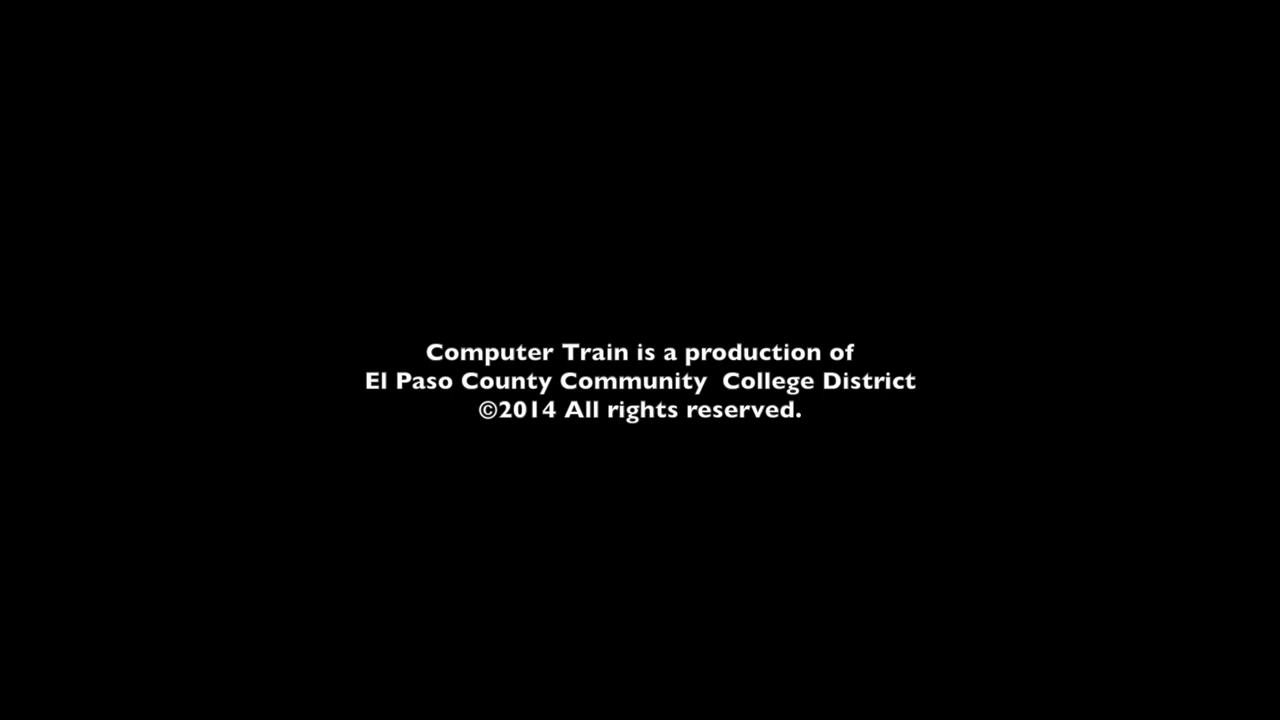 Computer Train is a production of
El Paso County Community  College District
©2014 All rights reserved.